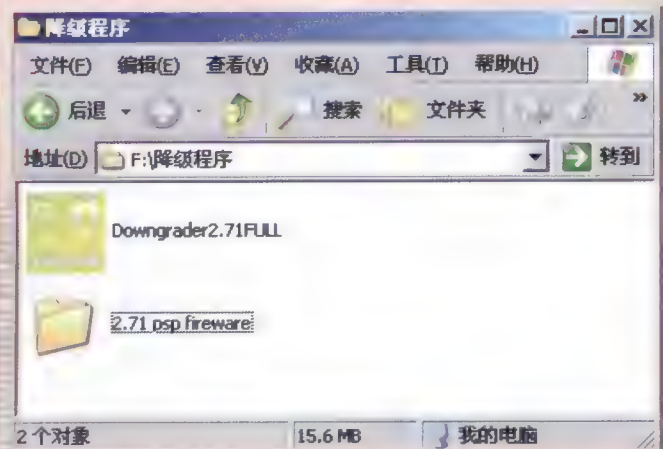 降级程序
文件(F) 编辑(E) 查看(V) 收藏(A) 工具(T) 帮助(H)
后退 搜索 文件夹 »
地址(D) F:\降级程序 转到
Downgrader2.71FULL
2.71 psp fireware
2 个对象 15.6 MB 我的电脑